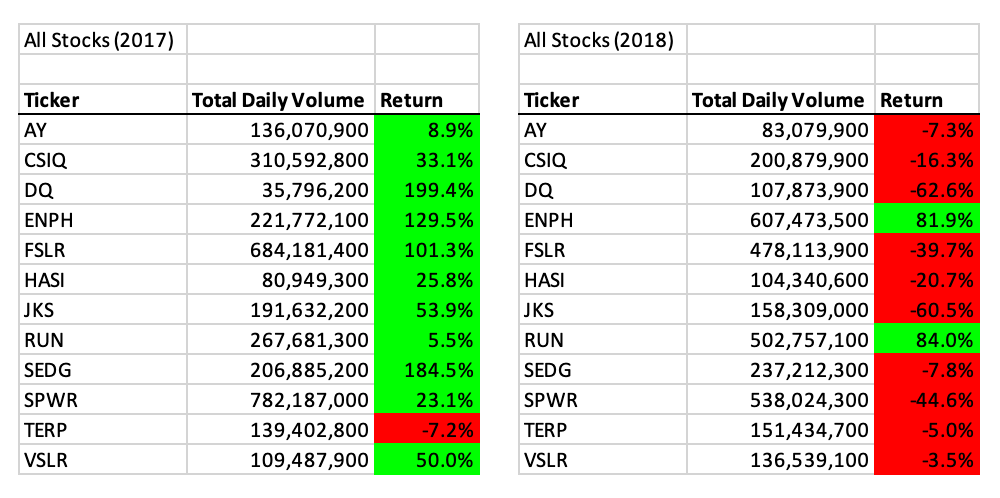 All Stocks (2017)
Ticker Total Daily Volume Return
AY 136,070,900 8.9%
CSIQ 310,592,800 33.1%
DQ 35,796,200 199.4%
ENPH 221,772,100 129.5%
FSLR 684,181,400 101.3%
HASI 80,949,300 25.8%
JKS 191,632,200 53.9%
RUN 267,681,300 5.5%
SEDG 206,885,200 184.5%
SPWR 782,187,000 23.1%
TERP 139,402,800 -7.2%
VSLR 109,487,900 50.0%
All Stocks (2018)
Ticker Total Daily Volume Return
AY 83,079,900 -7.3%
CSIQ 200,879,900 -16.3%
DQ 107,873,900 -62.6%
ENPH 607,473,500 81.9%
FSLR 478,113,900 -39.7%
HASI 104,340,600 -20.7%
JKS 158,309,000 -60.5%
RUN 502,757,100 84.0%
SEDG 237,212,300 -7.8%
SPWR 538,024,300 -44.6%
TERP 151,434,700 -5.0%
VSLR 136,539,100 -3.5%